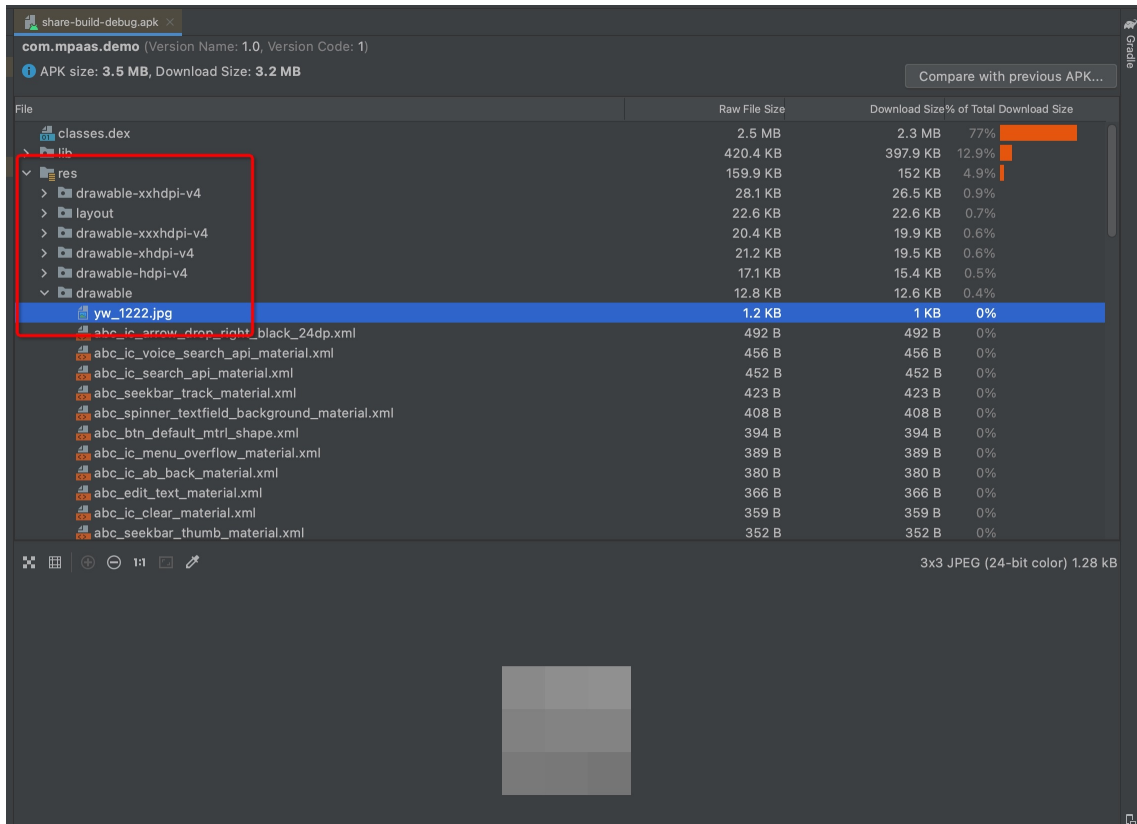 share-build-debug.apk
com.mpaas.demo (Version Name: 1.0, Version Code: 1)
APK size: 3.5 MB, Download Size: 3.2 MB
Compare with previous APK...
Gradle
File Raw File Size Download Size % of Total Download Size
classes.dex 2.5 MB 2.3 MB 77%
lib 420.4 KB 397.9 KB 12.9%
res 159.9 KB 152 KB 4.9%
drawable-xxhdpi-v4 28.1 KB 26.5 KB 0.9%
layout 22.6 KB 22.6 KB 0.7%
drawable-xxxhdpi-v4 20.4 KB 19.9 KB 0.6%
drawable-xhdpi-v4 21.2 KB 19.5 KB 0.6%
drawable-hdpi-v4 17.1 KB 15.4 KB 0.5%
drawable 12.8 KB 12.6 KB 0.4%
yw_1222.jpg 1.2 KB 1 KB 0%
abc_ic_arrow_drop_right_black_24dp.xml 492 B 492 B 0%
abc_ic_voice_search_api_material.xml 456 B 456 B 0%
abc_ic_search_api_material.xml 452 B 452 B 0%
abc_seekbar_track_material.xml 423 B 423 B 0%
abc_spinner_textfield_background_material.xml 408 B 408 B 0%
abc_btn_default_mtrl_shape.xml 394 B 394 B 0%
abc_ic_menu_overflow_material.xml 389 B 389 B 0%
abc_ic_ab_back_material.xml 380 B 380 B 0%
abc_edit_text_material.xml 366 B 366 B 0%
abc_ic_clear_material.xml 359 B 359 B 0%
abc_seekbar_thumb_material.xml 352 B 352 B 0%
1:1
3x3 JPEG (24-bit color) 1.28 kB